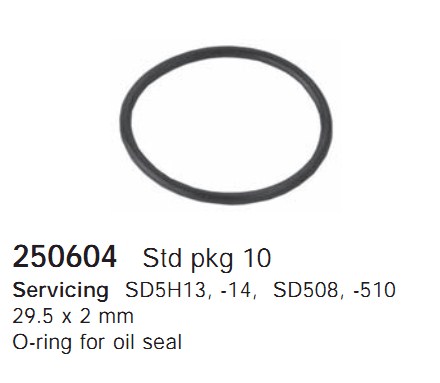 250604 Std pkg 10
Servicing SD5H13, -14, SD508, -510
29.5 x 2 mm
O-ring for oil seal